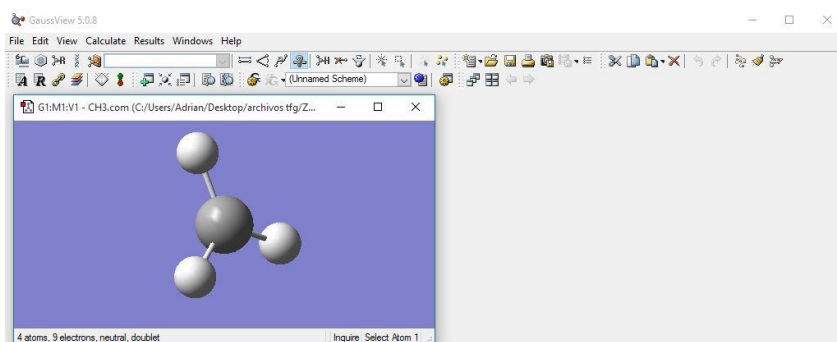 GaussView 5.0.8
File Edit View Calculate Results Windows Help
(Unnamed Scheme)
G1:M1:V1 - CH3.com (C:/Users/Adrian/Desktop/archivos tfg/Z...
4 atoms, 9 electrons, neutral, doublet
Inquire Select Atom 1